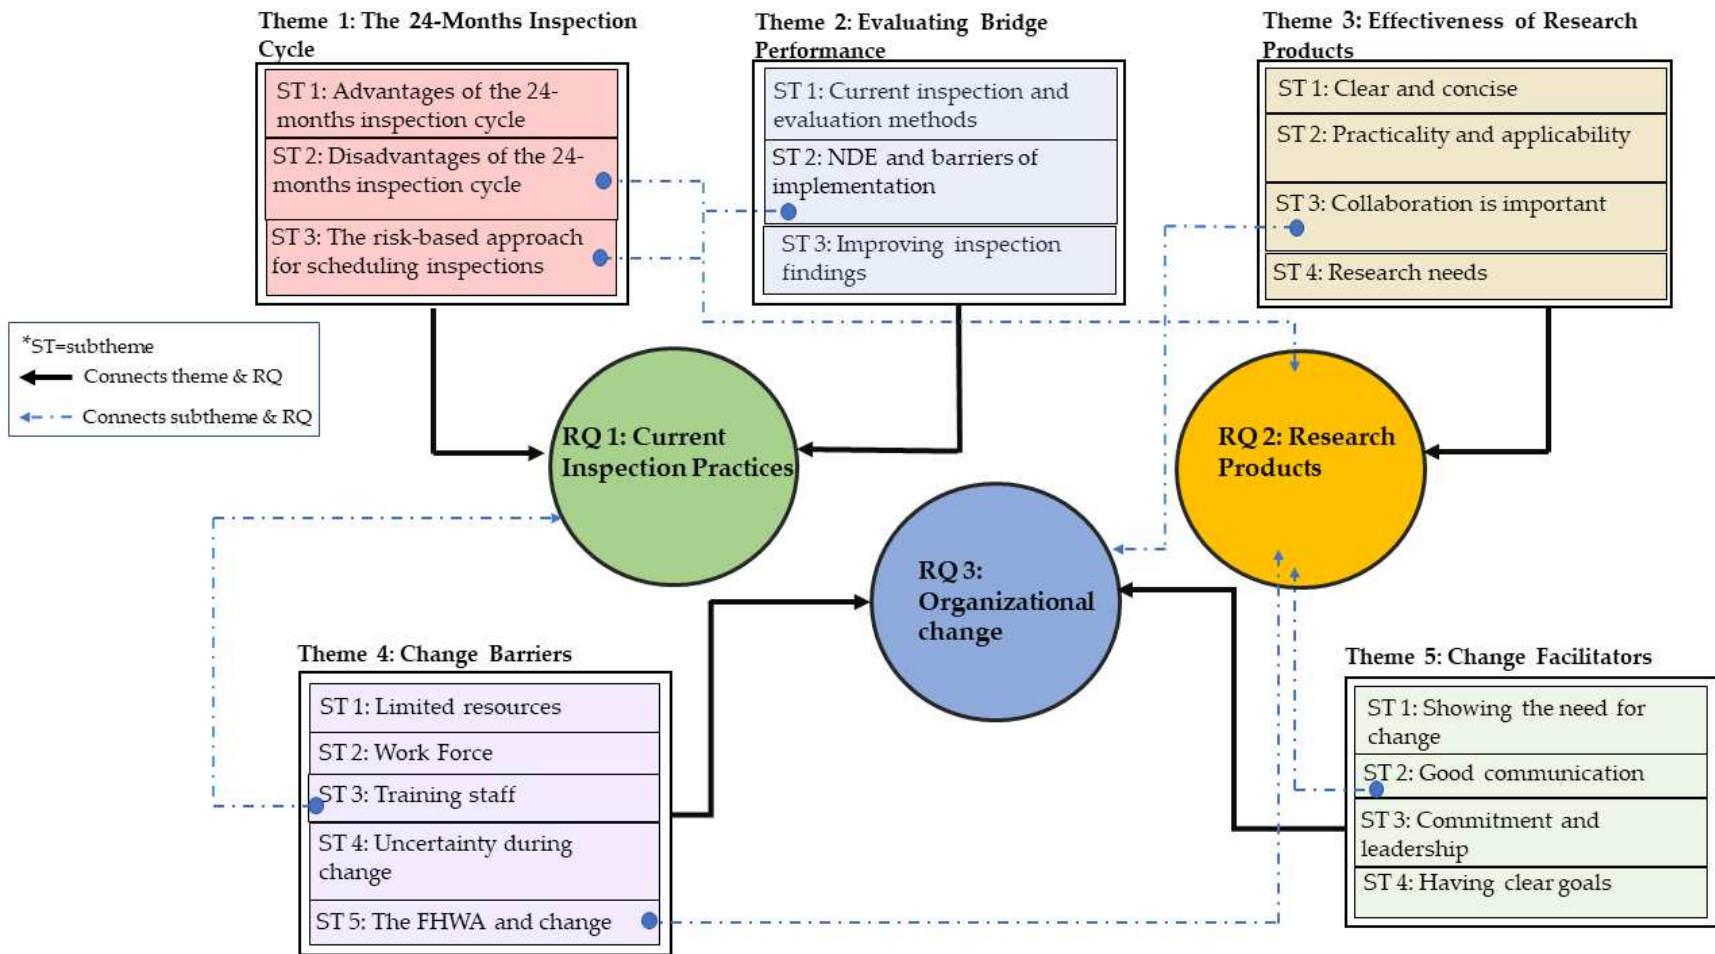 Theme 1: The 24-Months Inspection
Cycle
ST 1: Advantages of the 24-
months inspection cycle
ST 2: Disadvantages of the 24-
months inspection cycle
ST 3: The risk-based approach
for scheduling inspections
Theme 2: Evaluating Bridge
Performance
ST 1: Current inspection and
evaluation methods
ST 2: NDE and barriers of
implementation
ST 3: Improving inspection
findings
Theme 3: Effectiveness of Research
Products
ST 1: Clear and concise
ST 2: Practicality and applicability
ST 3: Collaboration is important
ST 4: Research needs
*ST=subtheme
Connects theme & RQ
Connects subtheme & RQ
RQ 1: Current
Inspection Practices
RQ 2: Research
Products
RQ 3:
Organizational
change
Theme 4: Change Barriers
ST 1: Limited resources
ST 2: Work Force
ST 3: Training staff
ST 4: Uncertainty during
change
ST 5: The FHWA and change
Theme 5: Change Facilitators
ST 1: Showing the need for
change
ST 2: Good communication
ST 3: Commitment and
leadership
ST 4: Having clear goals